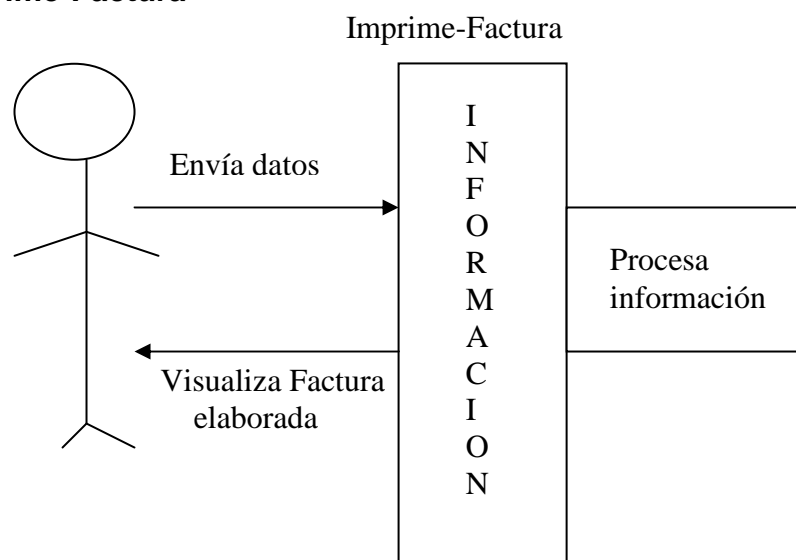 Imprime-Factura
I
N
F
O
R
M
A
C
I
O
N
Envía datos
Procesa
información
Visualiza Factura
elaborada